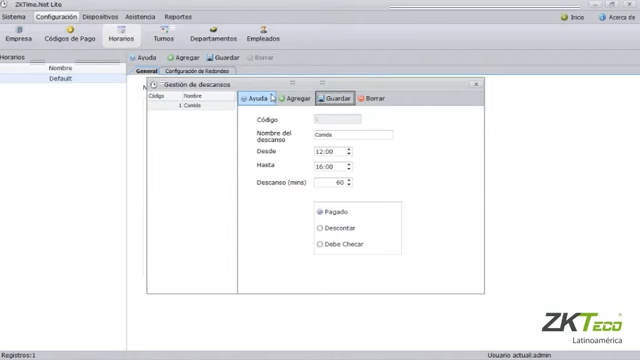 ZKTime.Net Lite
Sistema Configuración Dispositivos Asistencia Reportes
Inicio Acerca de
Empresa Códigos de Pago Horarios Turnos Departamentos Empleados
Horarios
Ayuda Agregar Guardar Borrar
Nombre
General Configuración de Redondeo
Default
Gestión de descansos
Código Nombre
1 Comida
Ayuda Agregar Guardar Borrar
Código
1
Nombre del descanso
Comida
Desde 12:00
Hasta 16:00
Descanso (mins) 60
Pagado
Descontar
Debe Checar
ZKTeco
Latinoamérica
Registros:1
Usuario actual:admin